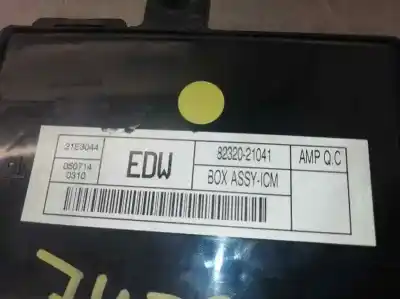 21E3044
050714
0310
EDW
82320-21041
BOX ASSY-ICM
AMP Q.C